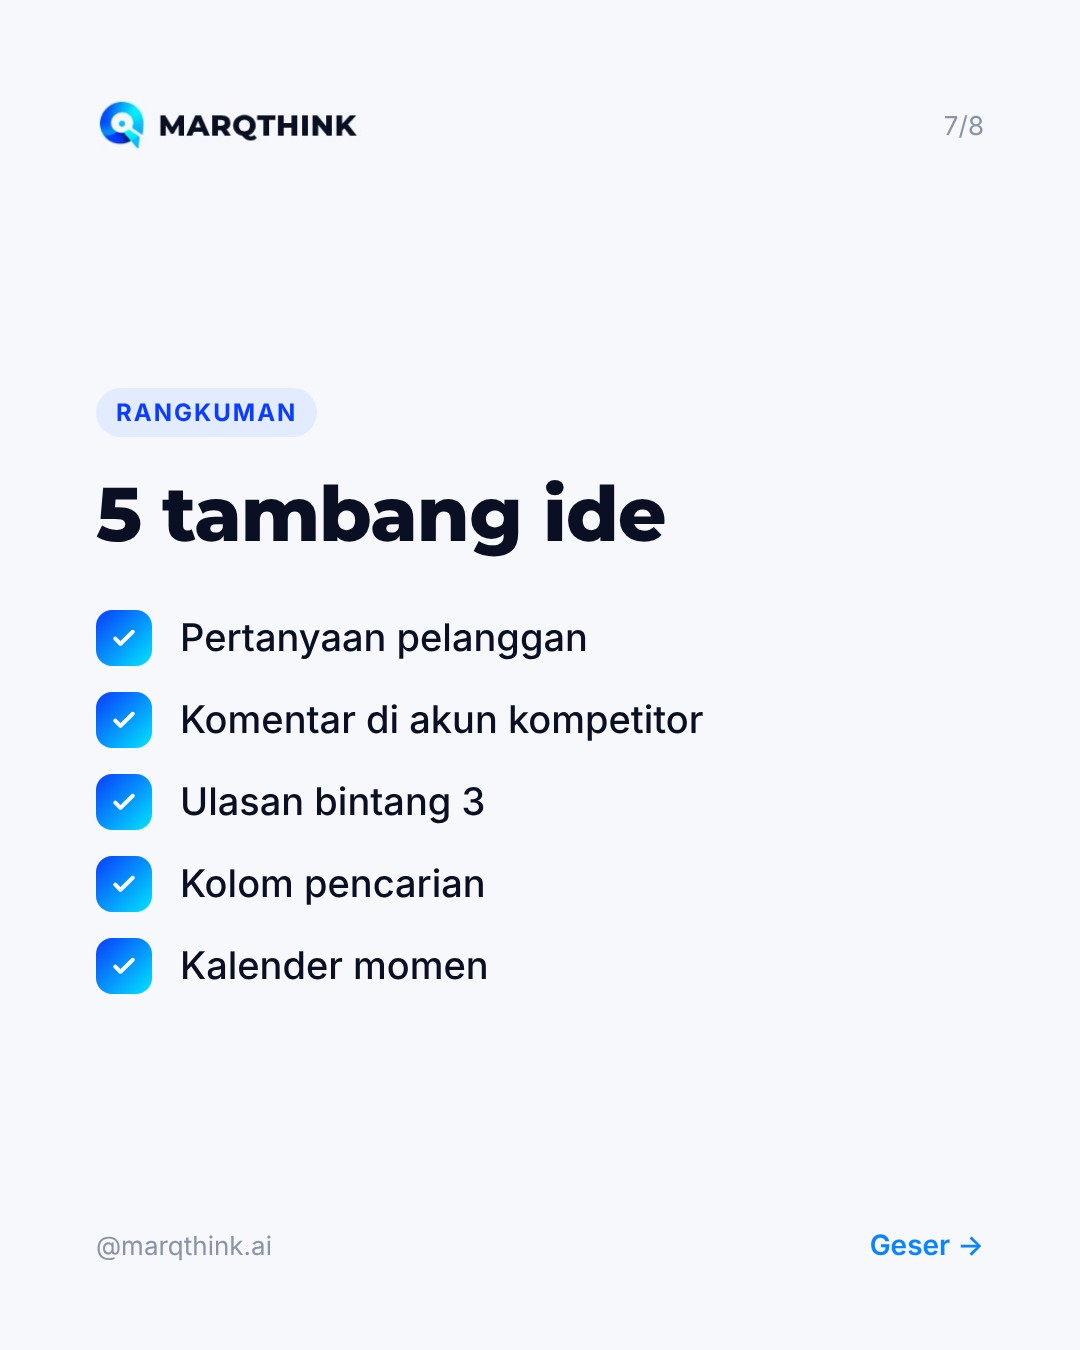 MARQTHINK
7/8
RANGKUMAN
5 tambang ide
Pertanyaan pelanggan
Komentar di akun kompetitor
Ulasan bintang 3
Kolom pencarian
Kalender momen
@marqthink.ai
Geser →